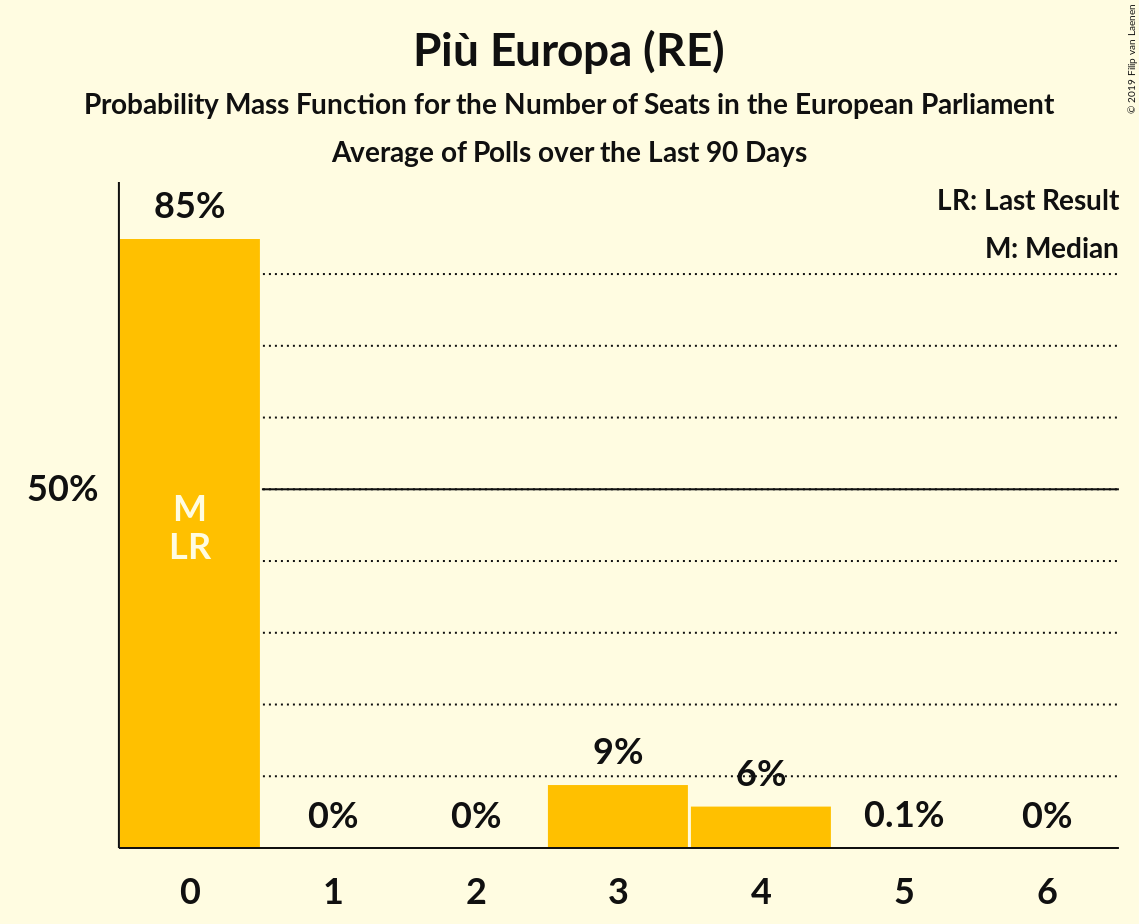 Più Europa (RE)
Probability Mass Function for the Number of Seats in the European Parliament
Average of Polls over the Last 90 Days
© 2019 Filip van Laenen
LR: Last Result
M: Median
85%
50%
M
LR
0%
0%
9%
6%
0.1%
0%
0 1 2 3 4 5 6